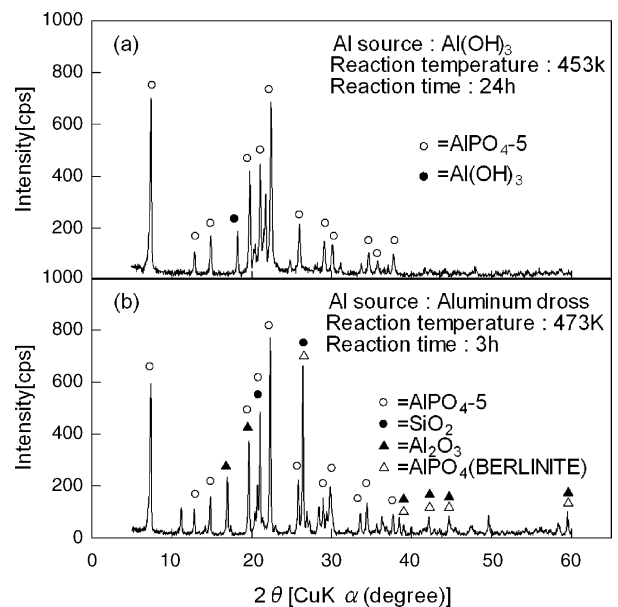 1000
(a)
Al source : Al(OH)₃
Reaction temperature : 453k
Reaction time : 24h
800
○ =AlPO₄-5
● =Al(OH)₃
600
400
200
Intensity[cps]
1000
(b)
Al source : Aluminum dross
Reaction temperature : 473K
Reaction time : 3h
800
○ =AlPO₄-5
● =SiO₂
▲ =Al₂O₃
△ =AlPO₄(BERLINITE)
600
400
200
0
Intensity[cps]
0 10 20 30 40 50 60
2 θ [CuK α (degree)]